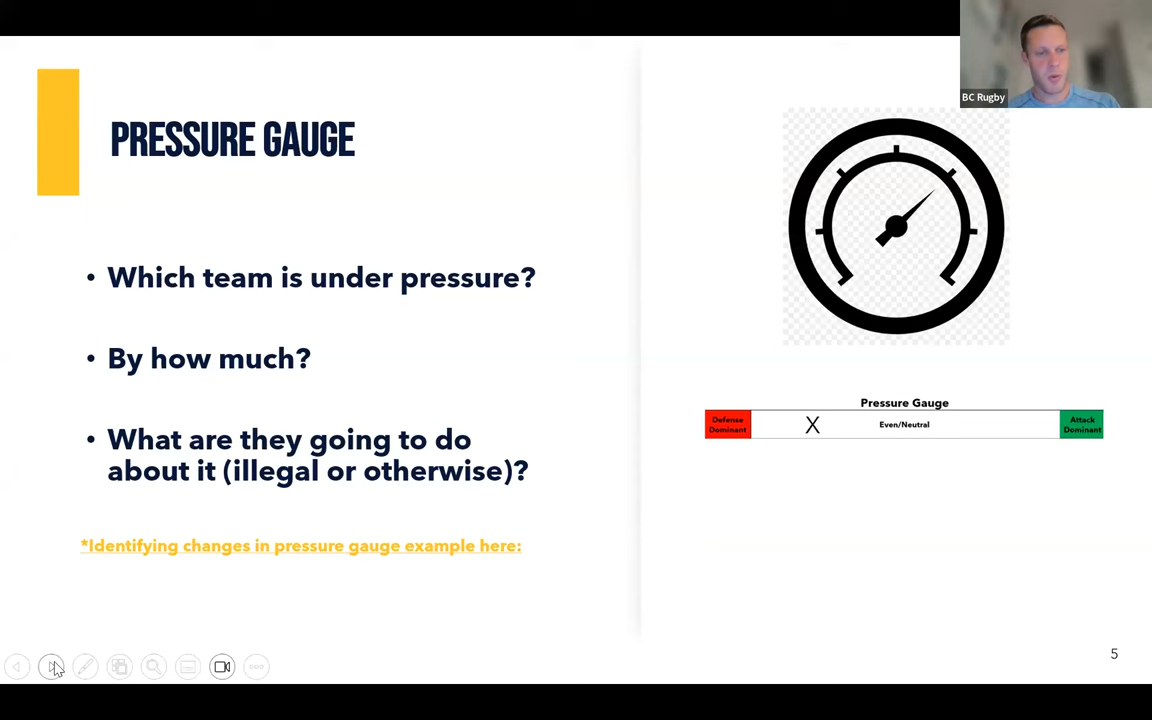 BC Rugby
PRESSURE GAUGE
• Which team is under pressure?
• By how much?
• What are they going to do
about it (illegal or otherwise)?
*Identifying changes in pressure gauge example here:
Pressure Gauge
Defense
Dominant
X
Even/Neutral
Attack
Dominant
5